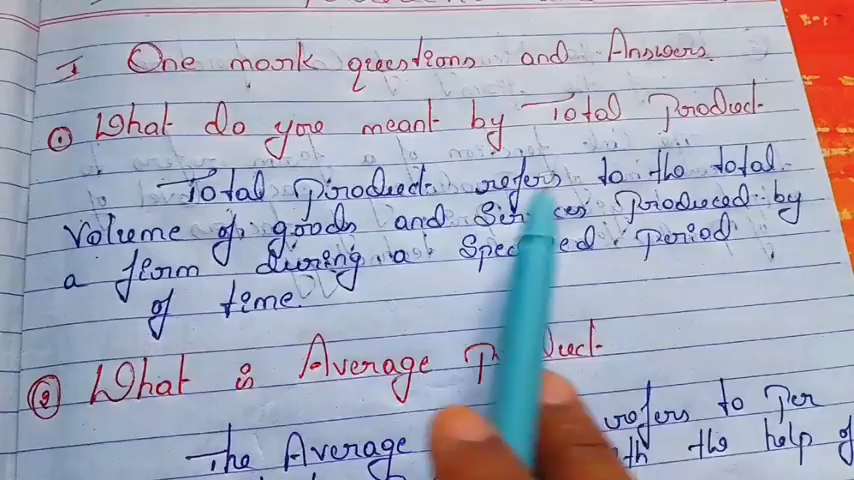 I One mark questions and Answers.
① What do you meant by Total Product
Total Product refers to the total
Volume of goods and Services Produced by
a firm during a Specified Period
of time.
② What is Average Product
The Average refers to Per
the help of